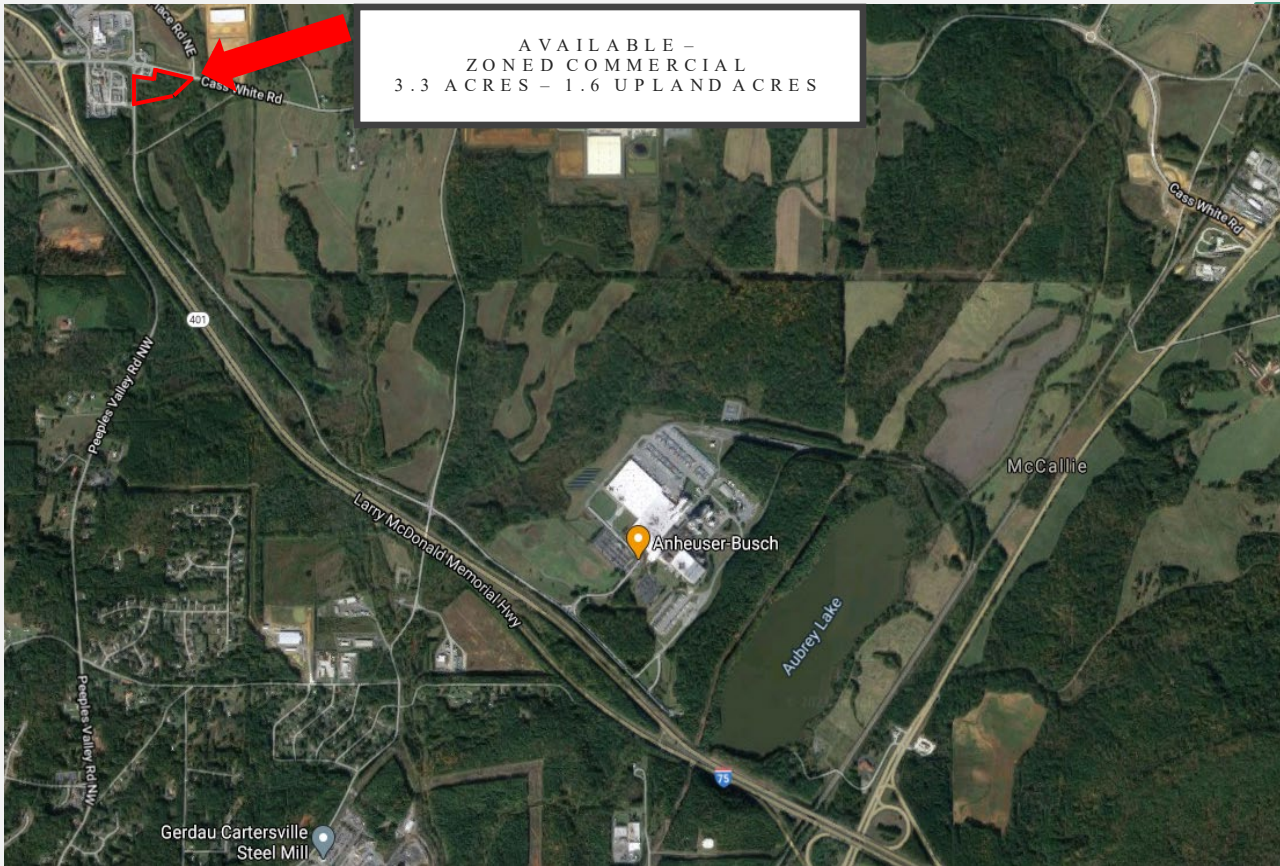 AVAILABLE –
ZONED COMMERCIAL
3.3 ACRES – 1.6 UPLAND ACRES
Rd NE
Cass White Rd
Cass White Rd
401
Peeples Valley Rd NW
McCallie
Larry McDonald Memorial Hwy
Anheuser-Busch
Aubrey Lake
Peeples Valley Rd NW
75
Gerdau Cartersville
Steel Mill